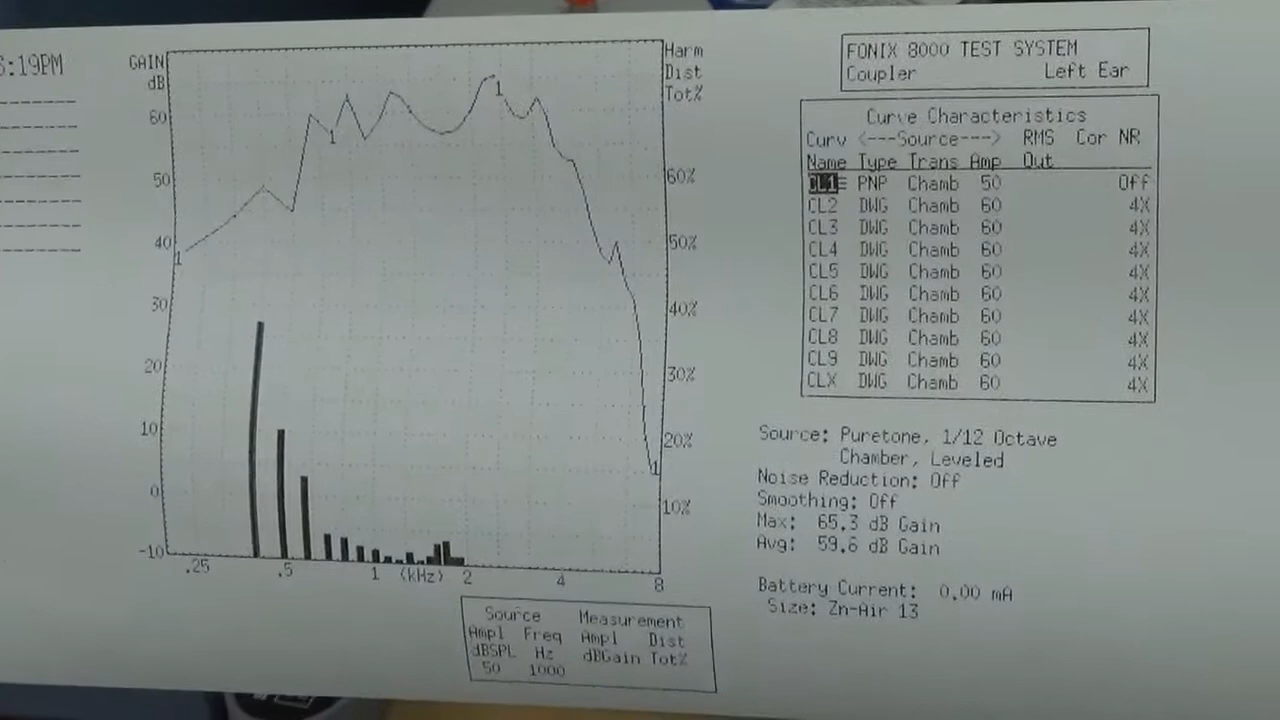 6:19PM
GAIN
dB
60
50
40
30
20
10
0
-10
1
1
1
1
Harm
Dist
Tot%
60%
50%
40%
30%
20%
10%
.25 .5 1 (kHz) 2 4 8
Source Measurement
Ampl Freq Ampl Dist
dBSPL Hz dBGain Tot%
50 1000
FONIX 8000 TEST SYSTEM
Coupler Left Ear
Curve Characteristics
Curv <---Source---> RMS Cor NR
Name Type Trans Amp Out
CL1 PNP Chamb 50 Off
CL2 DWG Chamb 60 4X
CL3 DWG Chamb 60 4X
CL4 DWG Chamb 60 4X
CL5 DWG Chamb 60 4X
CL6 DWG Chamb 60 4X
CL7 DWG Chamb 60 4X
CL8 DWG Chamb 60 4X
CL9 DWG Chamb 60 4X
CLX DWG Chamb 60 4X
Source: Puretone, 1/12 Octave
Chamber, Leveled
Noise Reduction: Off
Smoothing: Off
Max: 65.3 dB Gain
Avg: 59.6 dB Gain
Battery Current: 0.00 mA
Size: Zn-Air 13